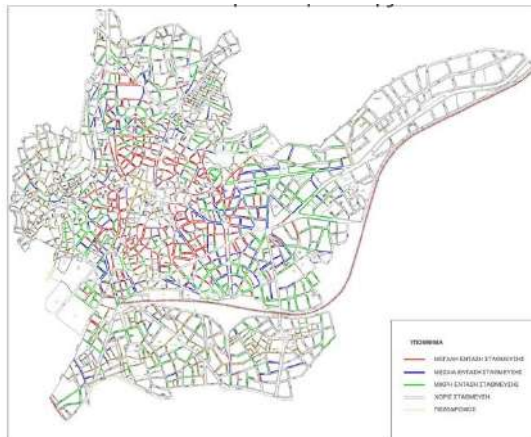 ΥΠΟΜΝΗΜΑ
ΜΕΓΑΛΗ ΕΝΤΑΣΗ ΣΤΑΘΜΕΥΣΗΣ
ΜΕΣΑΙΑ ΕΝΤΑΣΗ ΣΤΑΘΜΕΥΣΗΣ
ΜΙΚΡΗ ΕΝΤΑΣΗ ΣΤΑΘΜΕΥΣΗΣ
ΧΩΡΙΣ ΣΤΑΘΜΕΥΣΗ
ΠΕΖΟΔΡΟΜΟΣ